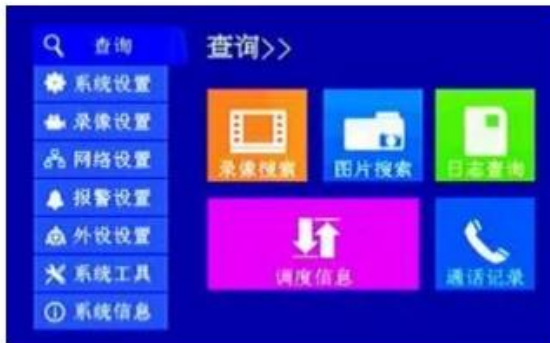 查询
系统设置
录像设置
网络设置
报警设置
外设设置
系统工具
系统信息
查询>>
录像搜索
图片搜索
日志查询
调度信息
通话记录